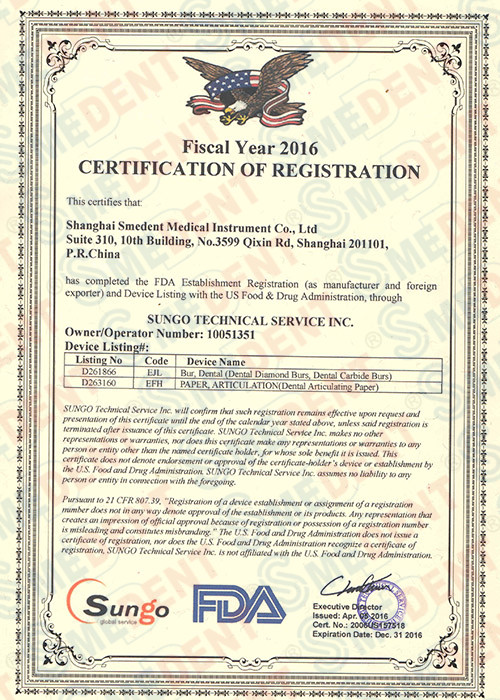 Fiscal Year 2016
CERTIFICATION OF REGISTRATION
This certifies that:
Shanghai Smedent Medical Instrument Co., Ltd
Suite 310, 10th Building, No.3599 Qixin Rd, Shanghai 201101,
P.R.China
has completed the FDA Establishment Registration (as manufacturer and foreign
exporter) and Device Listing with the US Food & Drug Administration, through
SUNGO TECHNICAL SERVICE INC.
Owner/Operator Number: 10051351
Device Listing#:
Listing No Code Device Name
D261866 EJL Bur, Dental (Dental Diamond Burs, Dental Carbide Burs)
D263160 EFH PAPER, ARTICULATION(Dental Articulating Paper)
SUNGO Technical Service Inc. will confirm that such registration remains effective upon request and
presentation of this certificate until the end of the calendar year stated above, unless said registration is
terminated after issuance of this certificate. SUNGO Technical Service Inc. makes no other
representations or warranties, nor does this certificate make any representations or warranties to any
person or entity other than the named certificate holder, for whose sole benefit it is issued. This
certificate does not denote endorsement or approval of the certificate-holder's device or establishment by
the U.S. Food and Drug Administration, SUNGO Technical Service Inc. assumes no liability to any
person or entity in connection with the foregoing.
Pursuant to 21 CFR 807.39, "Registration of a device establishment or assignment of a registration
number does not in any way denote approval of the establishment or its products. Any representation that
creates an impression of official approval because of registration or possession of a registration number
is misleading and constitutes misbranding." The U.S. Food and Drug Administration does not issue a
certificate of registration, nor does the U.S. Food and Drug Administration recognize a certificate of
registration, SUNGO Technical Service Inc. is not affiliated with the U.S. Food and Drug Administration.
Sungo
global service
FDA
Executive Director
Issued: Apr. 08 2016
Cert. No.: 2006US157518
Expiration Date: Dec. 31 2016
SMEDENT